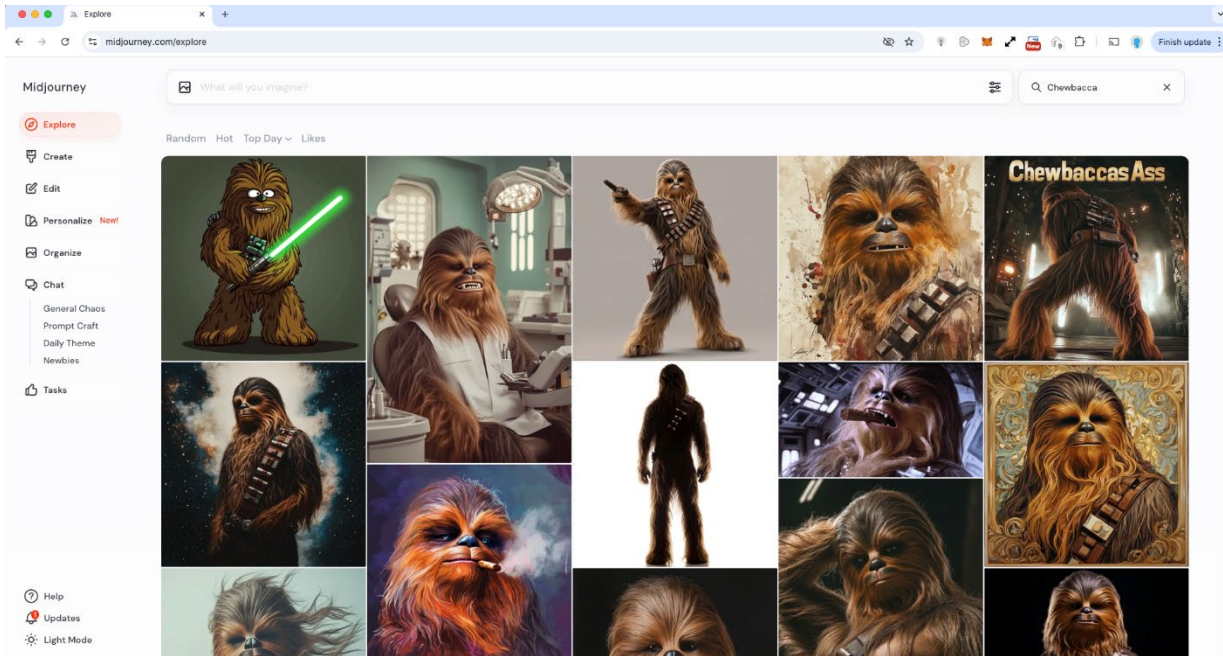 Explore
midjourney.com/explore
New
9
Finish update
Midjourney
What will you imagine?
Chewbacca
Explore
Create
Edit
Personalize New!
Organize
Chat
General Chaos
Prompt Craft
Daily Theme
Newbies
Tasks
Random Hot Top Day Likes
Chewbaccas Ass
Help
Updates
Light Mode